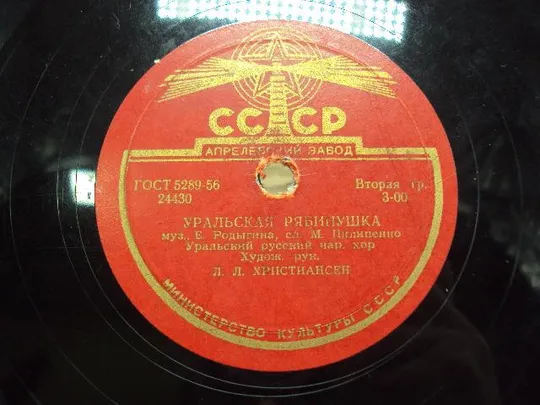 СССР
АПРЕЛЕВСКИЙ ЗАВОД
ГОСТ 5289-56
24430
Вторая гр.
3-00
УРАЛЬСКАЯ РЯБИНУШКА
муз. Е. Родыгина, сл. М. Пилипенко
Уральский русский нар. хор
Худож. рук.
Л. Л. ХРИСТИАНСЕН
МИНИСТЕРСТВО КУЛЬТУРЫ СССР